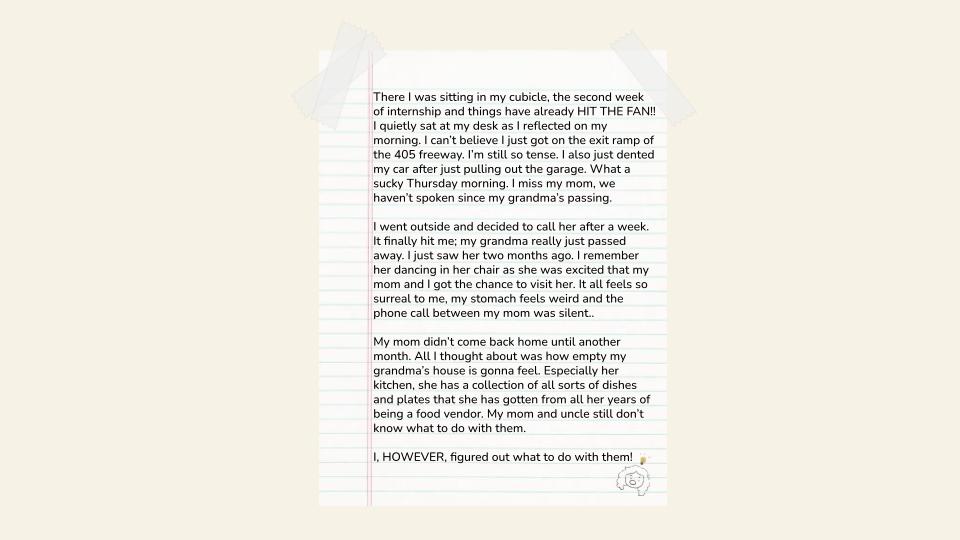 There I was sitting in my cubicle, the second week
of internship and things have already HIT THE FAN!!
I quietly sat at my desk as I reflected on my
morning. I can't believe I just got on the exit ramp of
the 405 freeway. I'm still so tense. I also just dented
my car after just pulling out the garage. What a
sucky Thursday morning. I miss my mom, we
haven't spoken since my grandma's passing.
I went outside and decided to call her after a week.
It finally hit me; my grandma really just passed
away. I just saw her two months ago. I remember
her dancing in her chair as she was excited that my
mom and I got the chance to visit her. It all feels so
surreal to me, my stomach feels weird and the
phone call between my mom was silent..
My mom didn't come back home until another
month. All I thought about was how empty my
grandma's house is gonna feel. Especially her
kitchen, she has a collection of all sorts of dishes
and plates that she has gotten from all her years of
being a food vendor. My mom and uncle still don't
know what to do with them.
I, HOWEVER, figured out what to do with them!